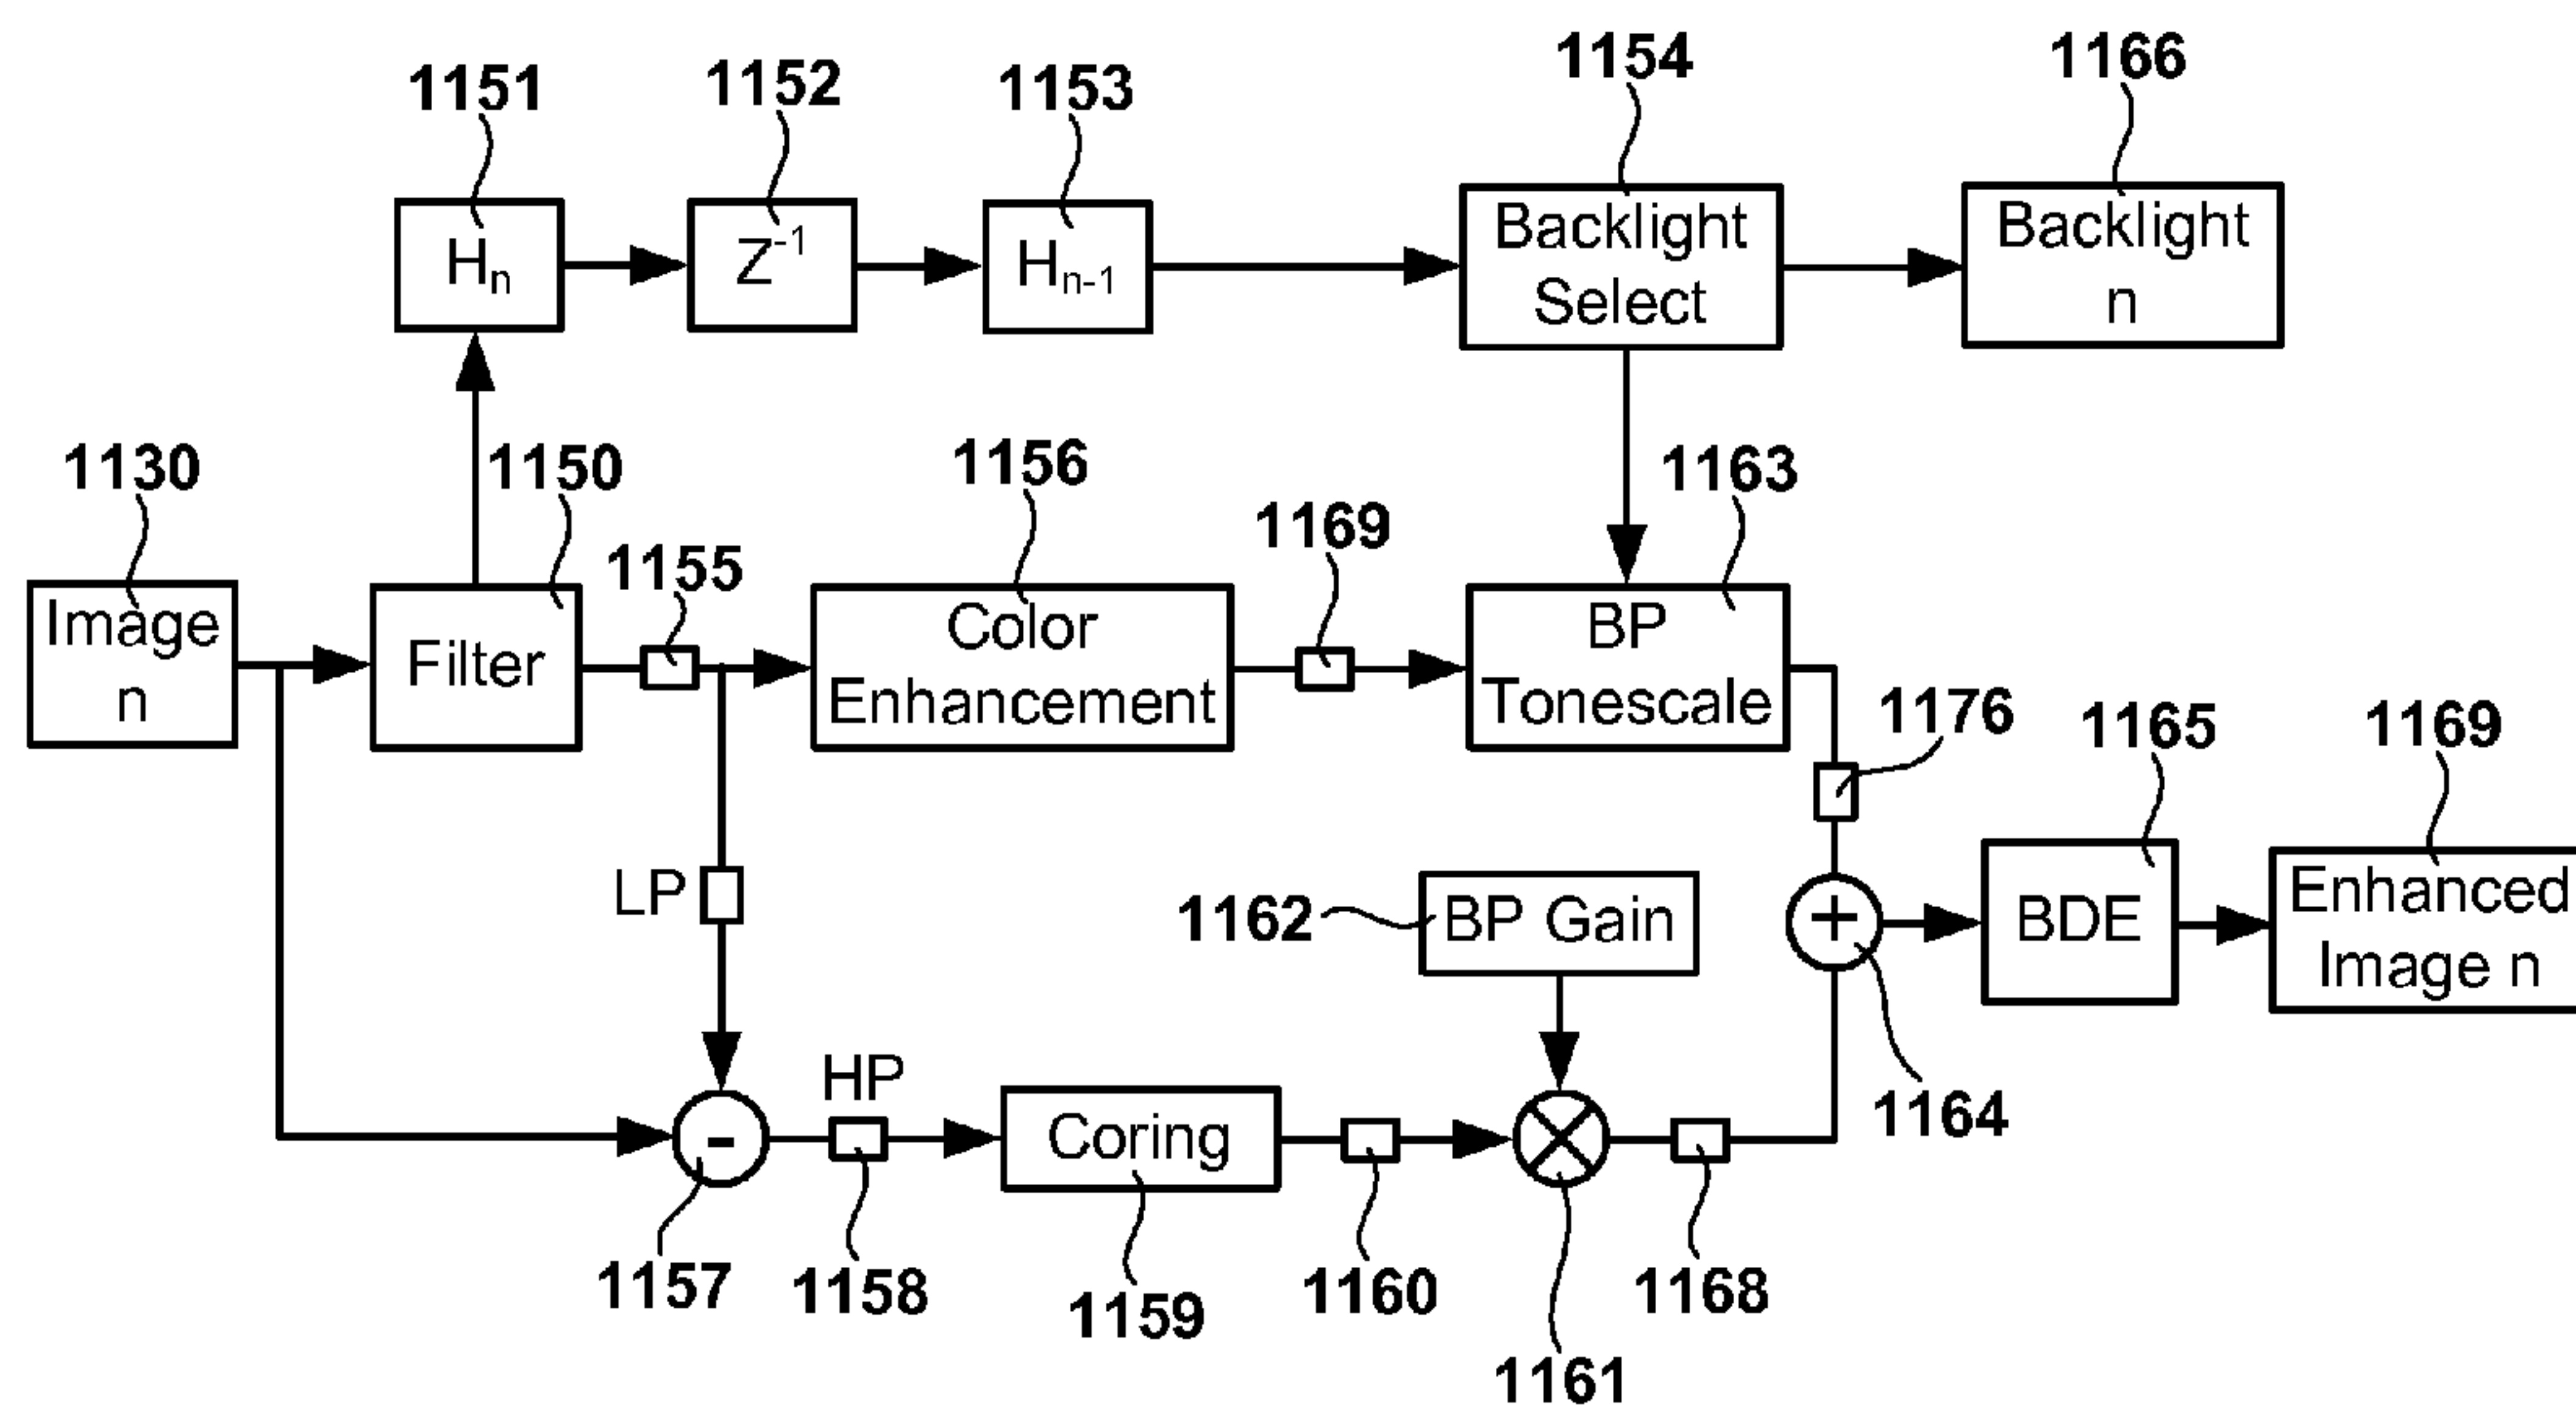 1151
1152
1153
1154
1166
Hn
Z-1
Hn-1
Backlight
Select
Backlight
n
1130
1150
1155
1156
1169
1163
Image
n
Filter
Color
Enhancement
BP
Tonescale
1176
1165
1169
LP
1162
BP Gain
+
BDE
Enhanced
Image n
1164
HP
-
Coring
1157
1158
1159
1160
1161
1168